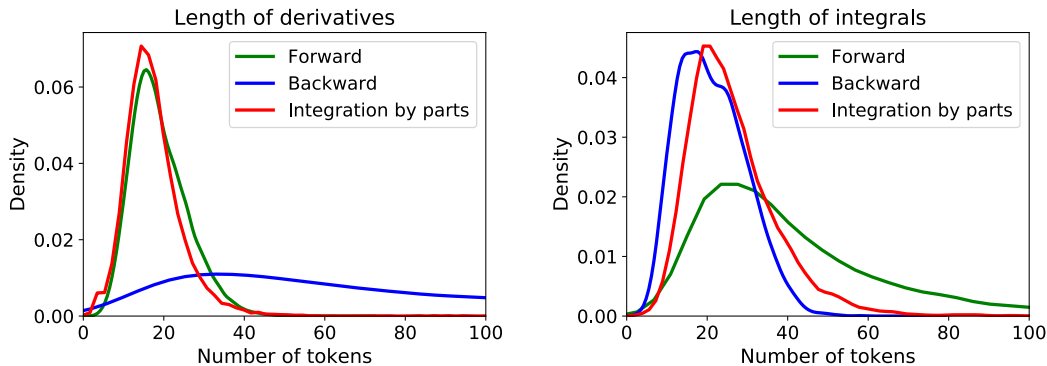 Length of derivatives
Density
0.06
0.04
0.02
0.00
0
20
40
60
80
100
Number of tokens
Forward
Backward
Integration by parts
Length of integrals
Density
0.04
0.03
0.02
0.01
0.00
0
20
40
60
80
100
Number of tokens
Forward
Backward
Integration by parts